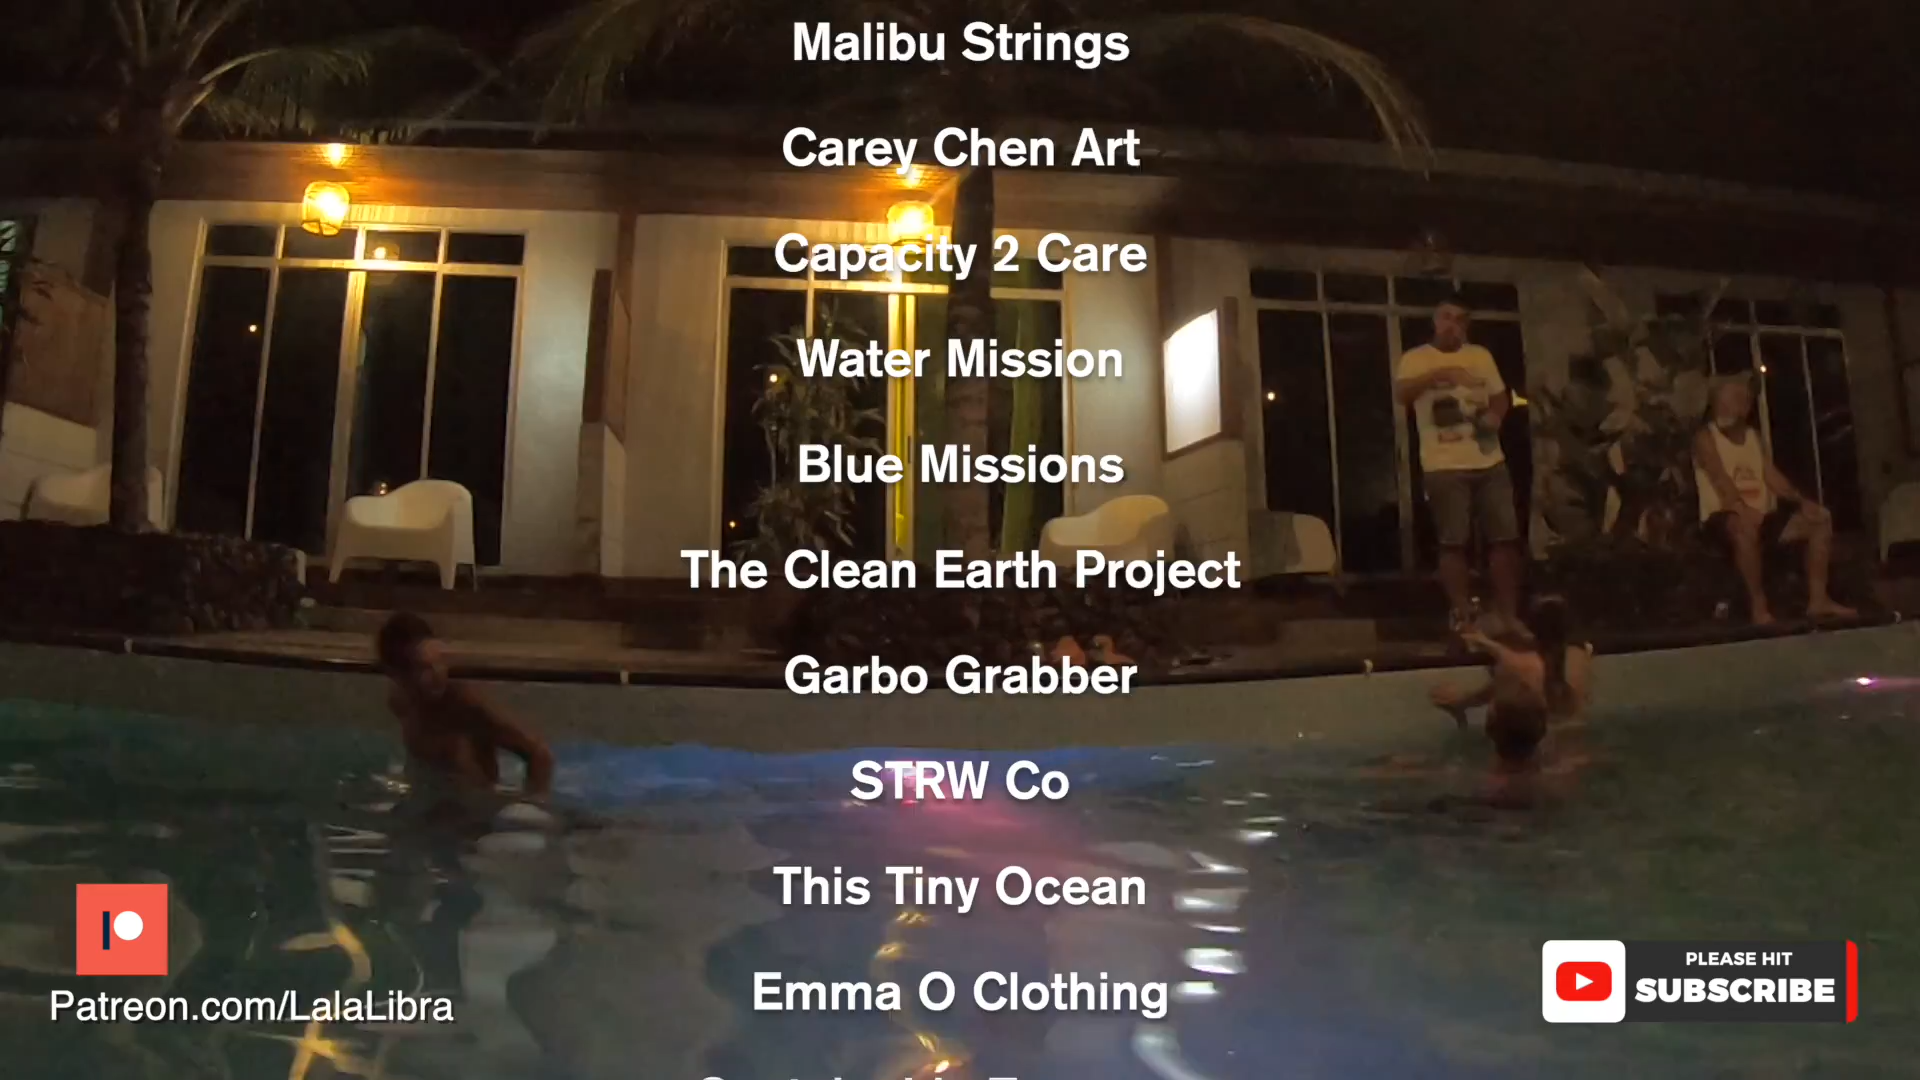 Malibu Strings
Carey Chen Art
Capacity 2 Care
Water Mission
Blue Missions
The Clean Earth Project
Garbo Grabber
STRW Co
This Tiny Ocean
Emma O Clothing
Patreon.com/LalaLibra
PLEASE HIT
SUBSCRIBE